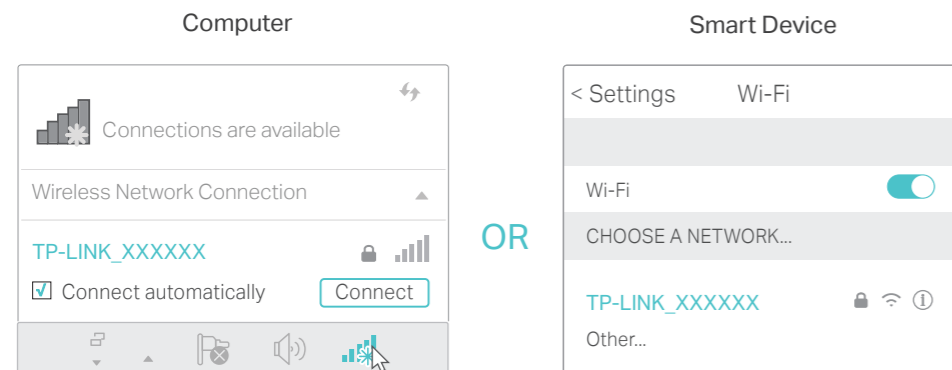 Computer
Connections are available
Wireless Network Connection
TP-LINK_XXXXXX
Connect automatically
Connect
OR
Smart Device
< Settings
Wi-Fi
Wi-Fi
CHOOSE A NETWORK...
TP-LINK_XXXXXX
Other...